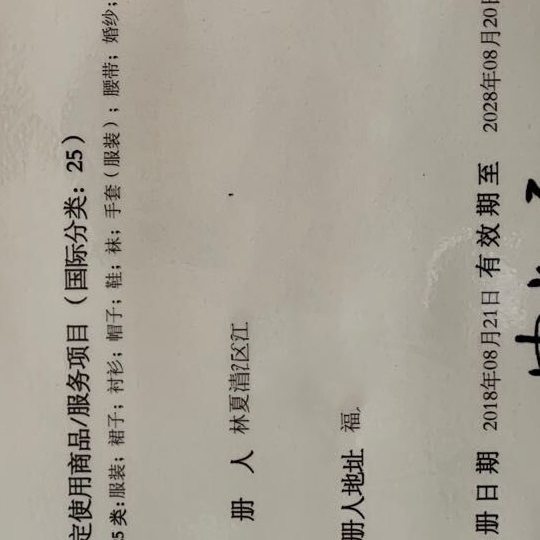 定使用商品/服务项目（国际分类：25）
5类:服装；裙子；衬衫；帽子；鞋；袜；手套（服装）；腰带；婚纱；
册 人 林夏清 区江
册人地址 福
册日期 2018年08月21日 有效期至 2028年08月20日